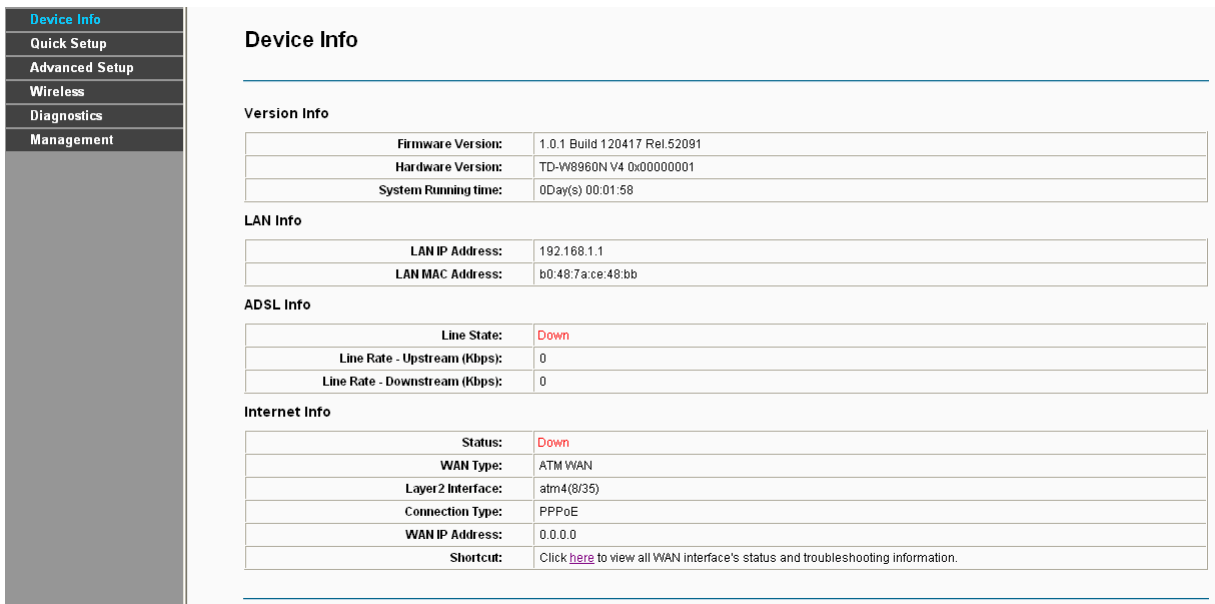 Device Info
Quick Setup
Advanced Setup
Wireless
Diagnostics
Management
Device Info
Version Info
Firmware Version: 1.0.1 Build 120417 Rel.52091
Hardware Version: TD-W8960N V4 0x00000001
System Running time: 0Day(s) 00:01:58
LAN Info
LAN IP Address: 192.168.1.1
LAN MAC Address: b0:48:7a:ce:48:bb
ADSL Info
Line State: Down
Line Rate - Upstream (Kbps): 0
Line Rate - Downstream (Kbps): 0
Internet Info
Status: Down
WAN Type: ATM WAN
Layer2 Interface: atm4(8/35)
Connection Type: PPPoE
WAN IP Address: 0.0.0.0
Shortcut: Click here to view all WAN interface's status and troubleshooting information.